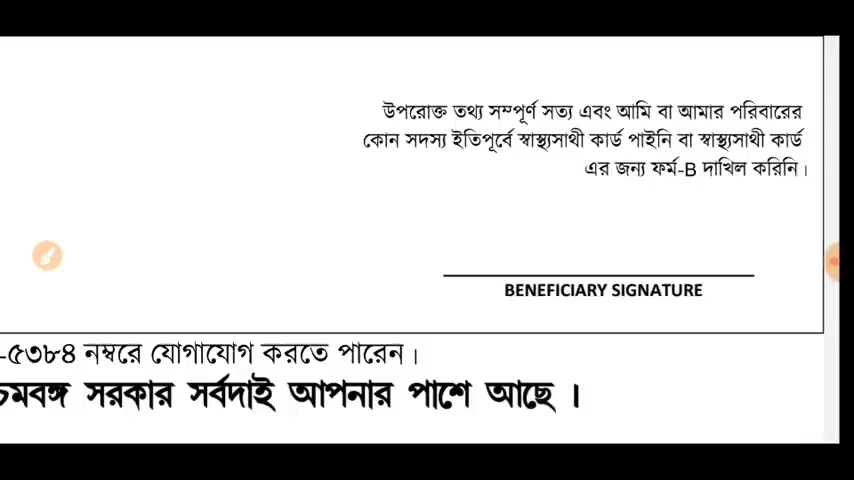 উপরোক্ত তথ্য সম্পূর্ণ সত্য এবং আমি বা আমার পরিবারের
কোন সদস্য ইতিপূর্বে স্বাস্থ্যসাথী কার্ড পাইনি বা স্বাস্থ্যসাথী কার্ড
এর জন্য ফর্ম-B দাখিল করিনি।
BENEFICIARY SIGNATURE
-৫৩৮৪ নম্বরে যোগাযোগ করতে পারেন।
সরকার সর্বদাই আপনার পাশে আছে ।